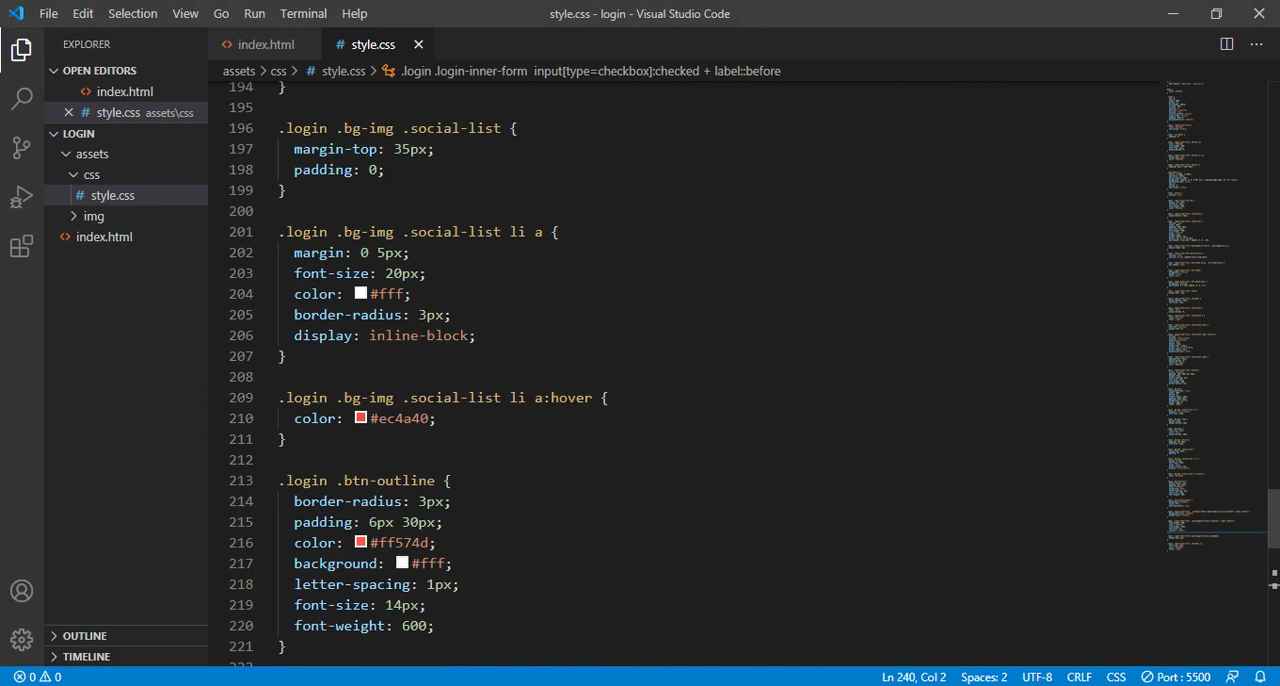 File Edit Selection View Go Run Terminal Help style.css - login - Visual Studio Code
EXPLORER
OPEN EDITORS
index.html
style.css assets\css
LOGIN
assets
css
# style.css
img
index.html
OUTLINE
TIMELINE
index.html # style.css
assets > css > # style.css > .login .login-inner-form input[type=checkbox]:checked + label::before
194 }
195
196 .login .bg-img .social-list {
197 margin-top: 35px;
198 padding: 0;
199 }
200
201 .login .bg-img .social-list li a {
202 margin: 0 5px;
203 font-size: 20px;
204 color: #fff;
205 border-radius: 3px;
206 display: inline-block;
207 }
208
209 .login .bg-img .social-list li a:hover {
210 color: #ec4a40;
211 }
212
213 .login .btn-outline {
214 border-radius: 3px;
215 padding: 6px 30px;
216 color: #ff574d;
217 background: #fff;
218 letter-spacing: 1px;
219 font-size: 14px;
220 font-weight: 600;
221 }
0 0 Ln 240, Col 2 Spaces: 2 UTF-8 CRLF CSS Port : 5500